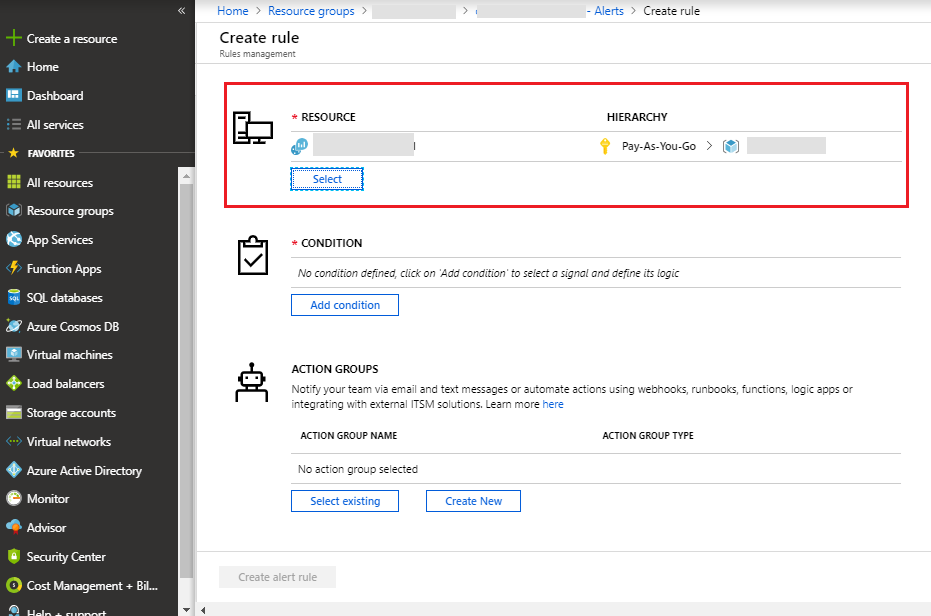 «
Home > Resource groups > > - Alerts > Create rule
Create a resource
Home
Dashboard
All services
FAVORITES
All resources
Resource groups
App Services
Function Apps
SQL databases
Azure Cosmos DB
Virtual machines
Load balancers
Storage accounts
Virtual networks
Azure Active Directory
Monitor
Advisor
Security Center
Cost Management + Bil...
Help + support
Create rule
Rules management
* RESOURCE
HIERARCHY
Pay-As-You-Go >
Select
* CONDITION
No condition defined, click on 'Add condition' to select a signal and define its logic
Add condition
ACTION GROUPS
Notify your team via email and text messages or automate actions using webhooks, runbooks, functions, logic apps or
integrating with external ITSM solutions. Learn more here
ACTION GROUP NAME
ACTION GROUP TYPE
No action group selected
Select existing
Create New
Create alert rule